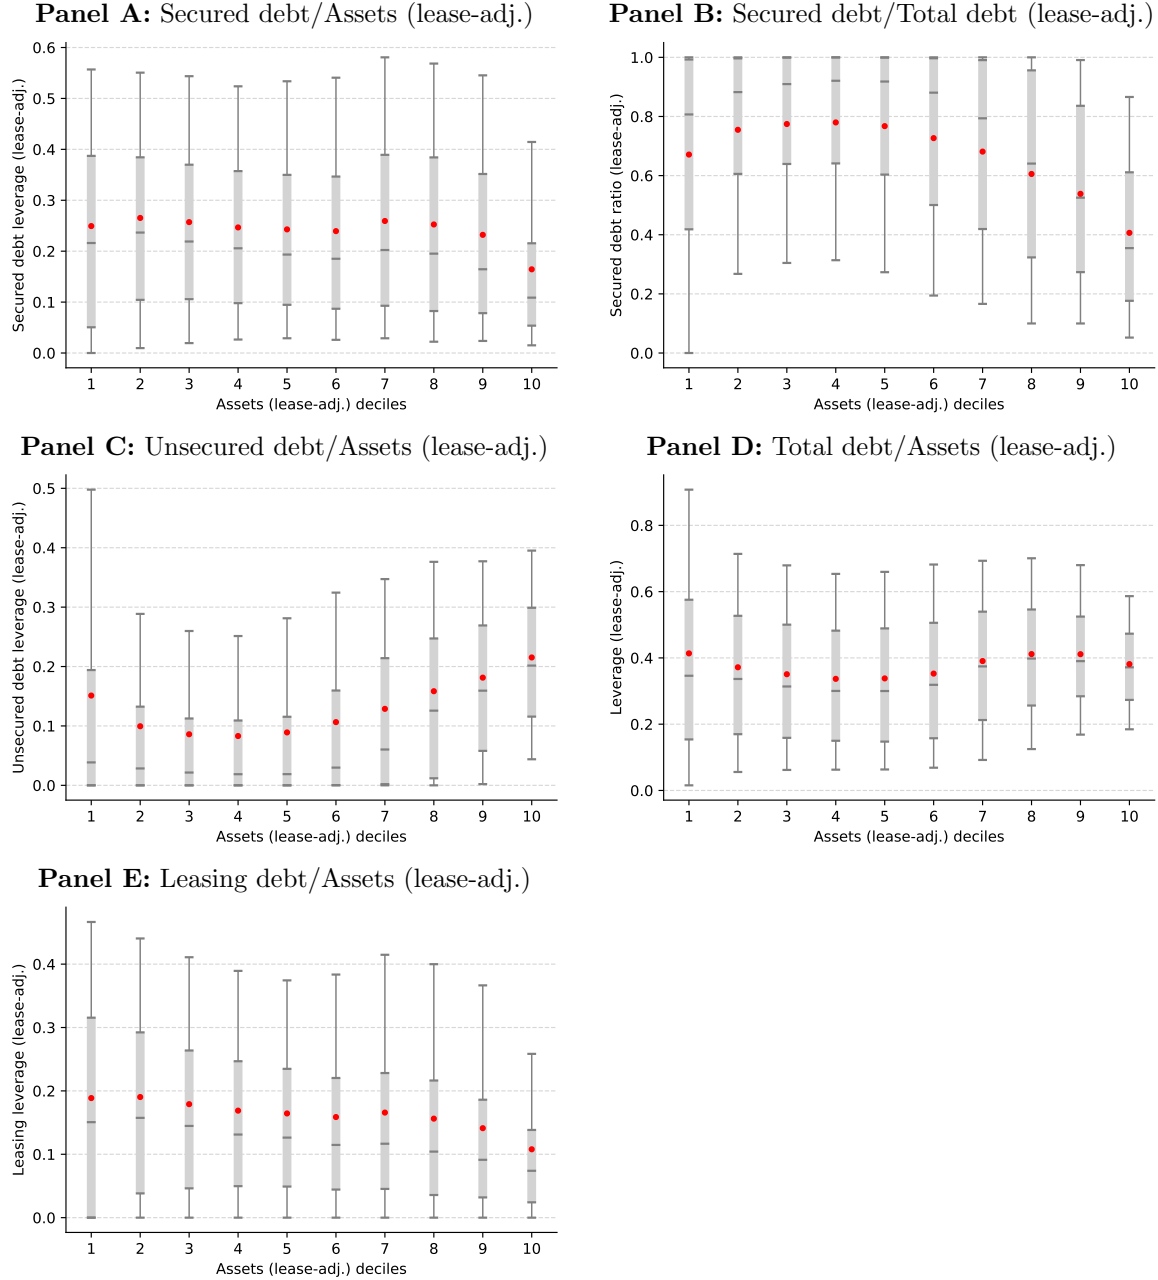 Panel A: Secured debt/Assets (lease-adj.)
Secured debt leverage (lease-adj.)
0.6
0.5
0.4
0.3
0.2
0.1
0.0
1 2 3 4 5 6 7 8 9 10
Assets (lease-adj.) deciles
Panel B: Secured debt/Total debt (lease-adj.)
Secured debt ratio (lease-adj.)
1.0
0.8
0.6
0.4
0.2
0.0
1 2 3 4 5 6 7 8 9 10
Assets (lease-adj.) deciles
Panel C: Unsecured debt/Assets (lease-adj.)
Unsecured debt leverage (lease-adj.)
0.5
0.4
0.3
0.2
0.1
0.0
1 2 3 4 5 6 7 8 9 10
Assets (lease-adj.) deciles
Panel D: Total debt/Assets (lease-adj.)
Leverage (lease-adj.)
0.8
0.6
0.4
0.2
0.0
1 2 3 4 5 6 7 8 9 10
Assets (lease-adj.) deciles
Panel E: Leasing debt/Assets (lease-adj.)
Leasing leverage (lease-adj.)
0.4
0.3
0.2
0.1
0.0
1 2 3 4 5 6 7 8 9 10
Assets (lease-adj.) deciles